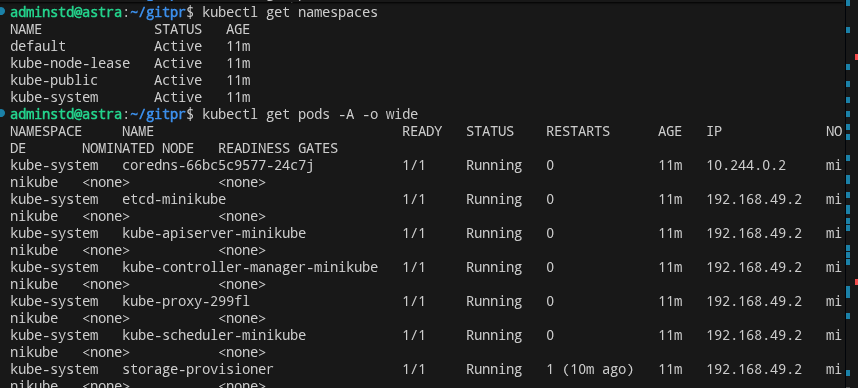 adminstd@astra:~/gitpr$ kubectl get namespaces
NAME              STATUS   AGE
default           Active   11m
kube-node-lease   Active   11m
kube-public       Active   11m
kube-system       Active   11m
adminstd@astra:~/gitpr$ kubectl get pods -A -o wide
NAMESPACE     NAME                               READY   STATUS    RESTARTS      AGE   IP             NO
DE       NOMINATED NODE   READINESS GATES
kube-system   coredns-66bc5c9577-24c7j           1/1     Running   0             11m   10.244.0.2     mi
nikube   <none>           <none>
kube-system   etcd-minikube                      1/1     Running   0             11m   192.168.49.2   mi
nikube   <none>           <none>
kube-system   kube-apiserver-minikube            1/1     Running   0             11m   192.168.49.2   mi
nikube   <none>           <none>
kube-system   kube-controller-manager-minikube   1/1     Running   0             11m   192.168.49.2   mi
nikube   <none>           <none>
kube-system   kube-proxy-299fl                   1/1     Running   0             11m   192.168.49.2   mi
nikube   <none>           <none>
kube-system   kube-scheduler-minikube            1/1     Running   0             11m   192.168.49.2   mi
nikube   <none>           <none>
kube-system   storage-provisioner                1/1     Running   1 (10m ago)   11m   192.168.49.2   mi
nikube   <none>           <none>